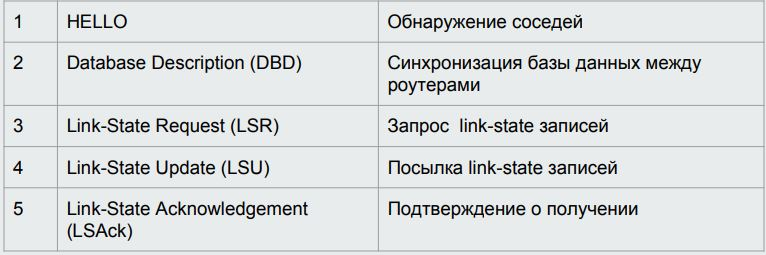 1 HELLO Обнаружение соседей
2 Database Description (DBD) Синхронизация базы данных между
роутерами
3 Link-State Request (LSR) Запрос link-state записей
4 Link-State Update (LSU) Посылка link-state записей
5 Link-State Acknowledgement Подтверждение о получении
(LSAck)